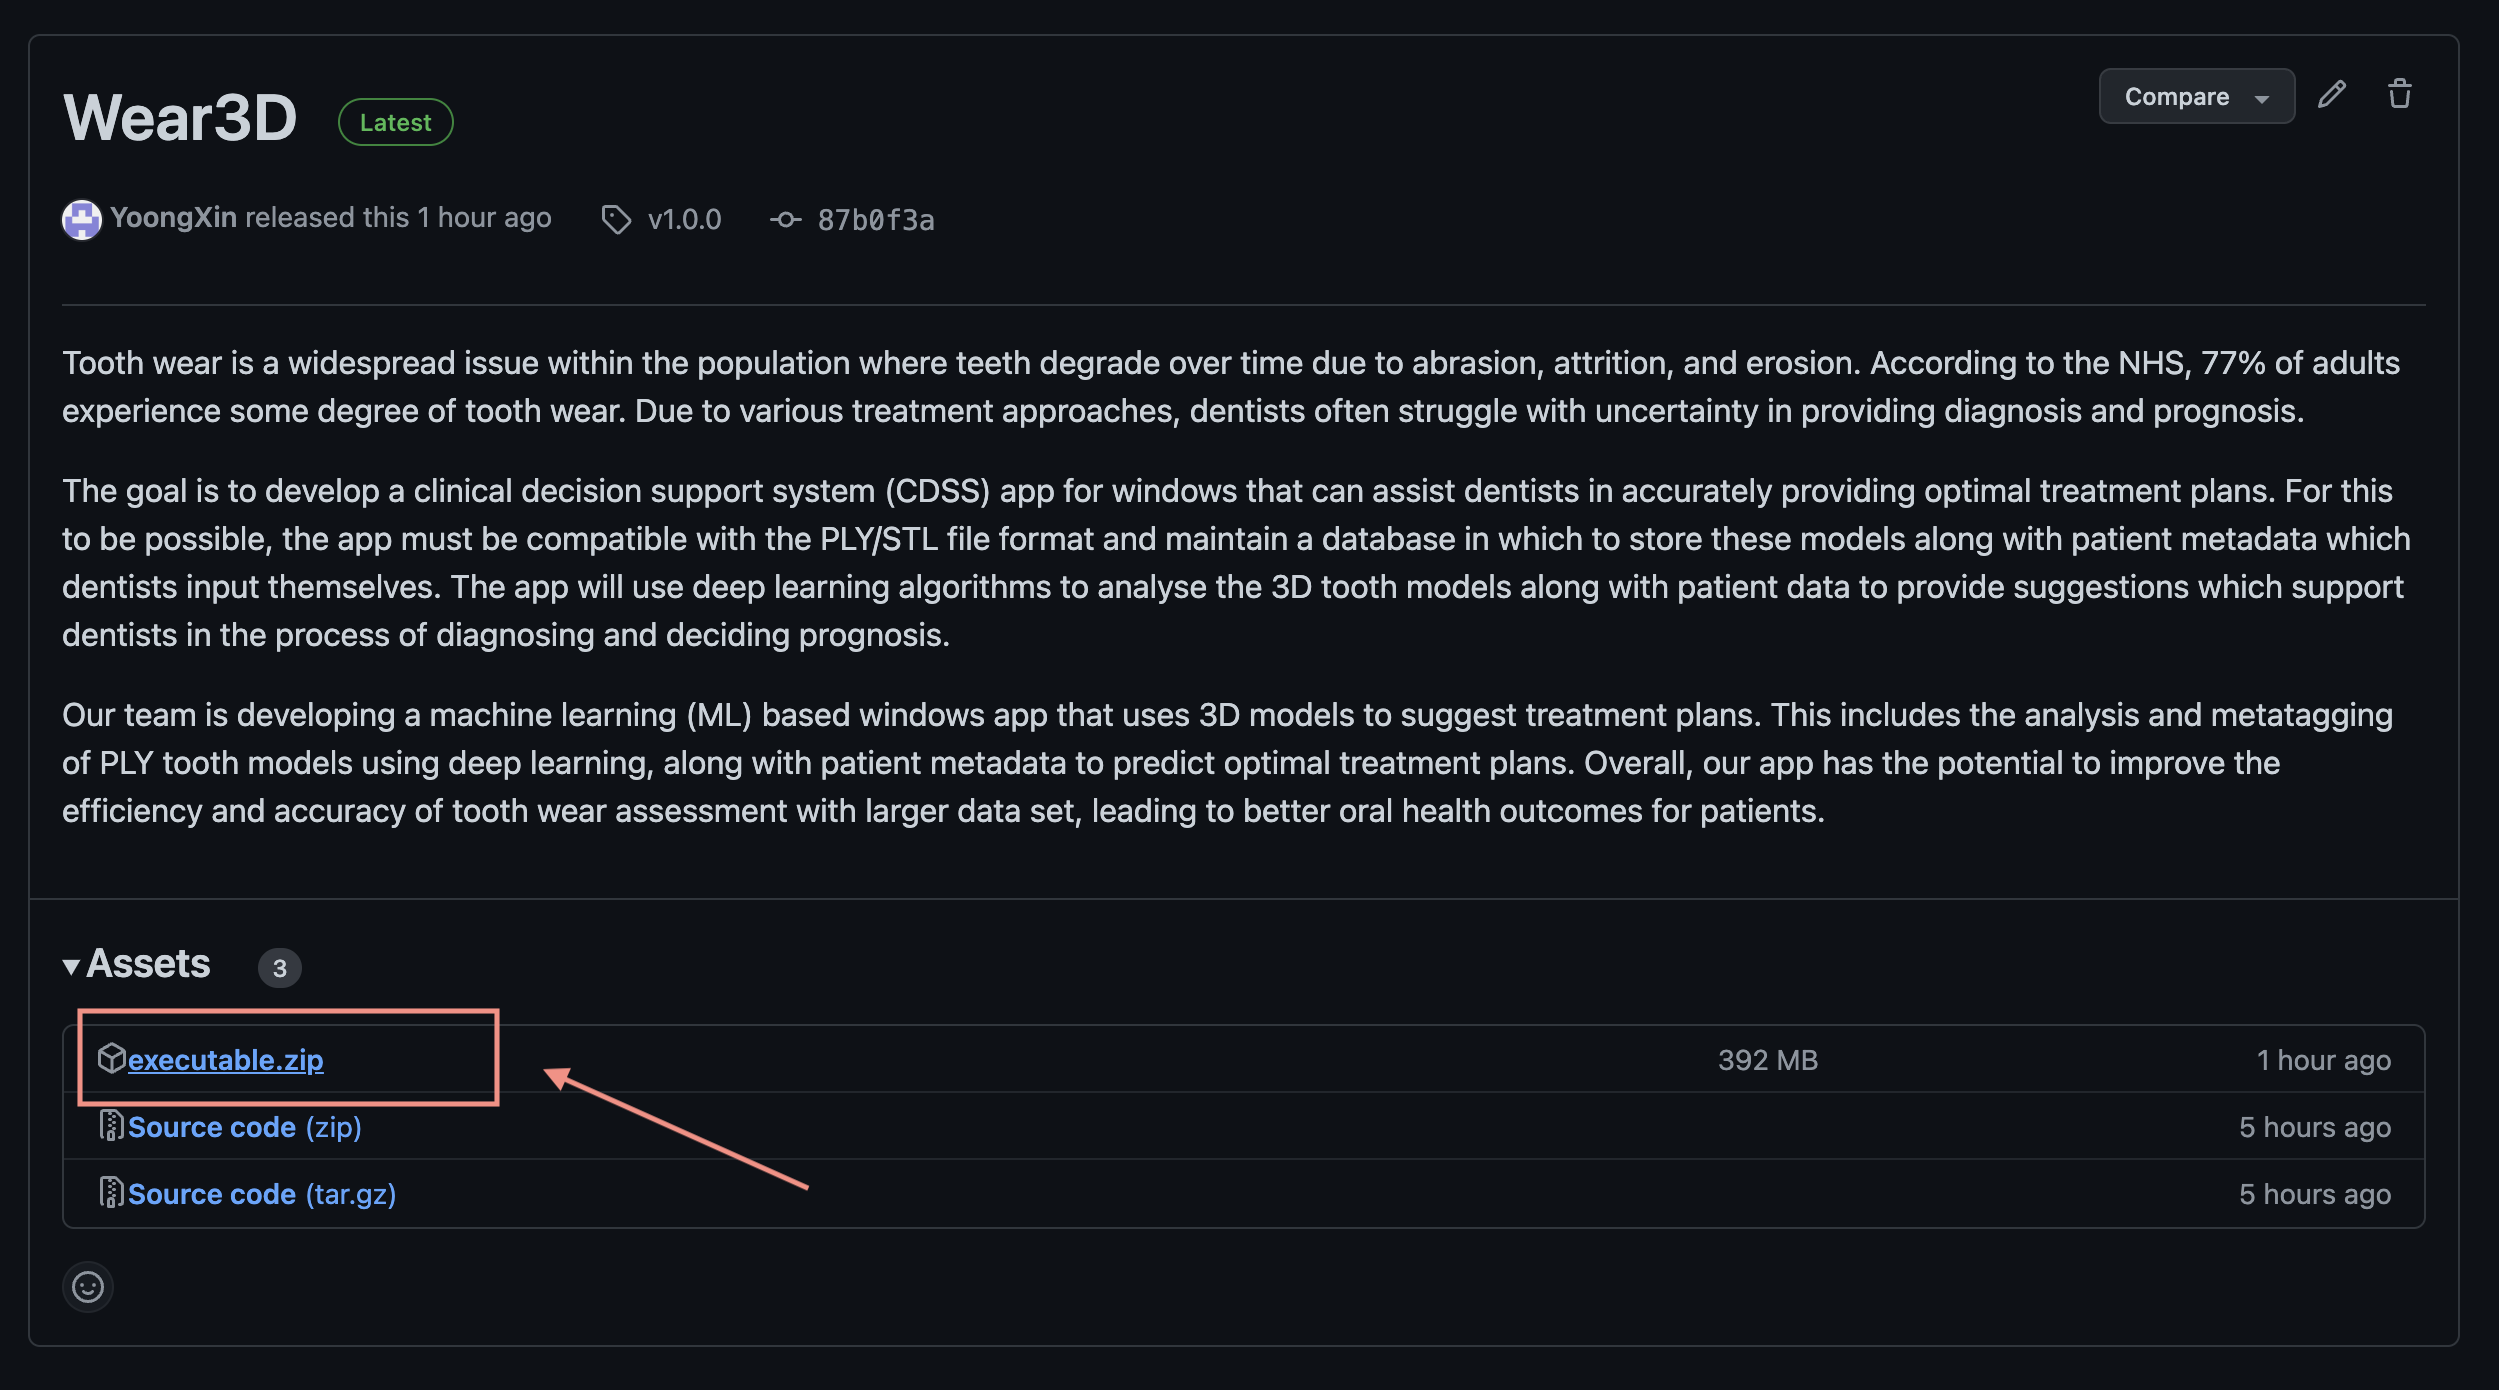 Wear3D Latest Compare
YoongXin released this 1 hour ago v1.0.0 87b0f3a
Tooth wear is a widespread issue within the population where teeth degrade over time due to abrasion, attrition, and erosion. According to the NHS, 77% of adults
experience some degree of tooth wear. Due to various treatment approaches, dentists often struggle with uncertainty in providing diagnosis and prognosis.
The goal is to develop a clinical decision support system (CDSS) app for windows that can assist dentists in accurately providing optimal treatment plans. For this
to be possible, the app must be compatible with the PLY/STL file format and maintain a database in which to store these models along with patient metadata which
dentists input themselves. The app will use deep learning algorithms to analyse the 3D tooth models along with patient data to provide suggestions which support
dentists in the process of diagnosing and deciding prognosis.
Our team is developing a machine learning (ML) based windows app that uses 3D models to suggest treatment plans. This includes the analysis and metatagging
of PLY tooth models using deep learning, along with patient metadata to predict optimal treatment plans. Overall, our app has the potential to improve the
efficiency and accuracy of tooth wear assessment with larger data set, leading to better oral health outcomes for patients.
Assets 3
executable.zip 392 MB 1 hour ago
Source code (zip) 5 hours ago
Source code (tar.gz) 5 hours ago